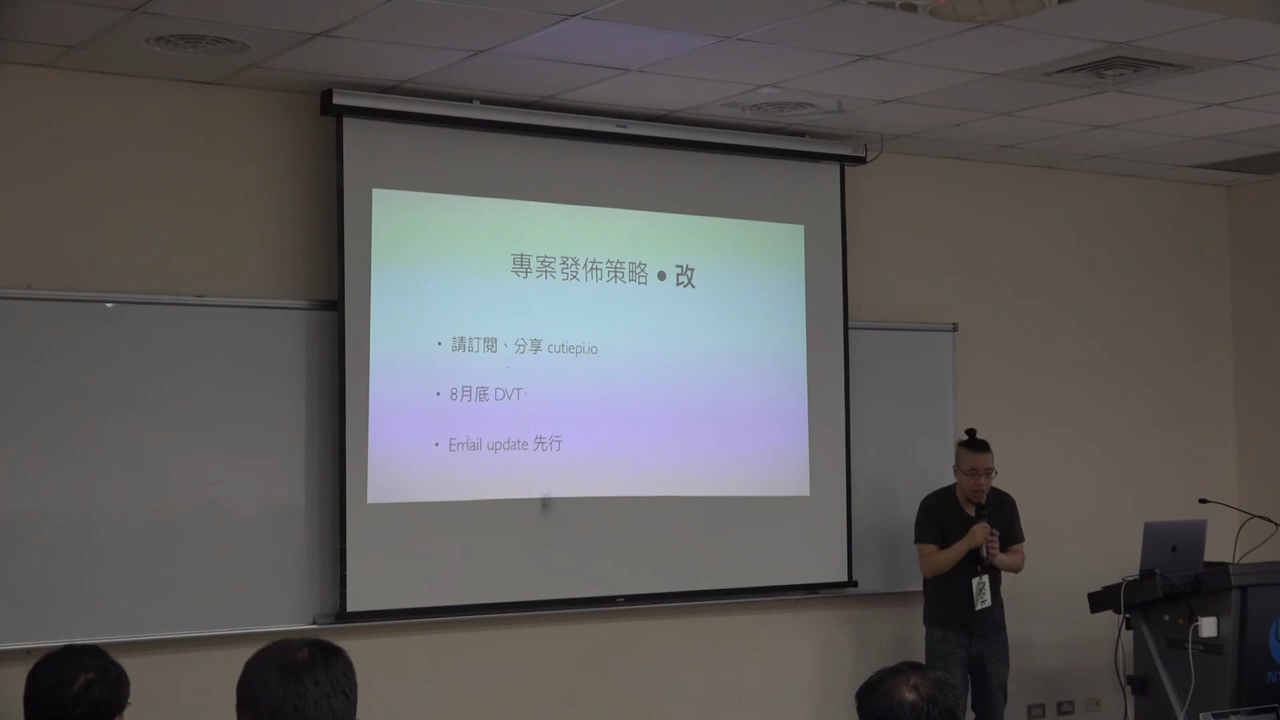 專案發佈策略 • 改
• 請訂閱、分享 cutiepi.io
• 8月底 DVT
• Email update 先行